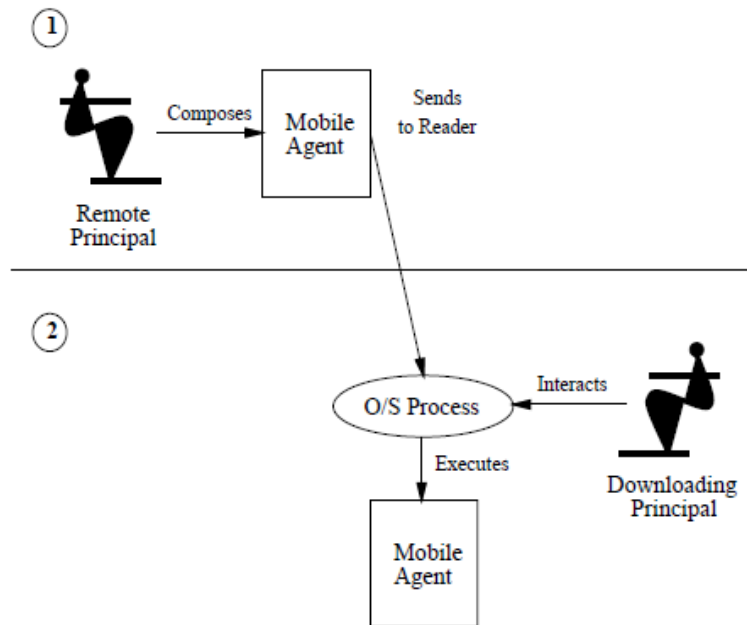 1
Composes
Mobile
Agent
Sends
to Reader
Remote
Principal
2
O/S Process
Interacts
Executes
Downloading
Principal
Mobile
Agent